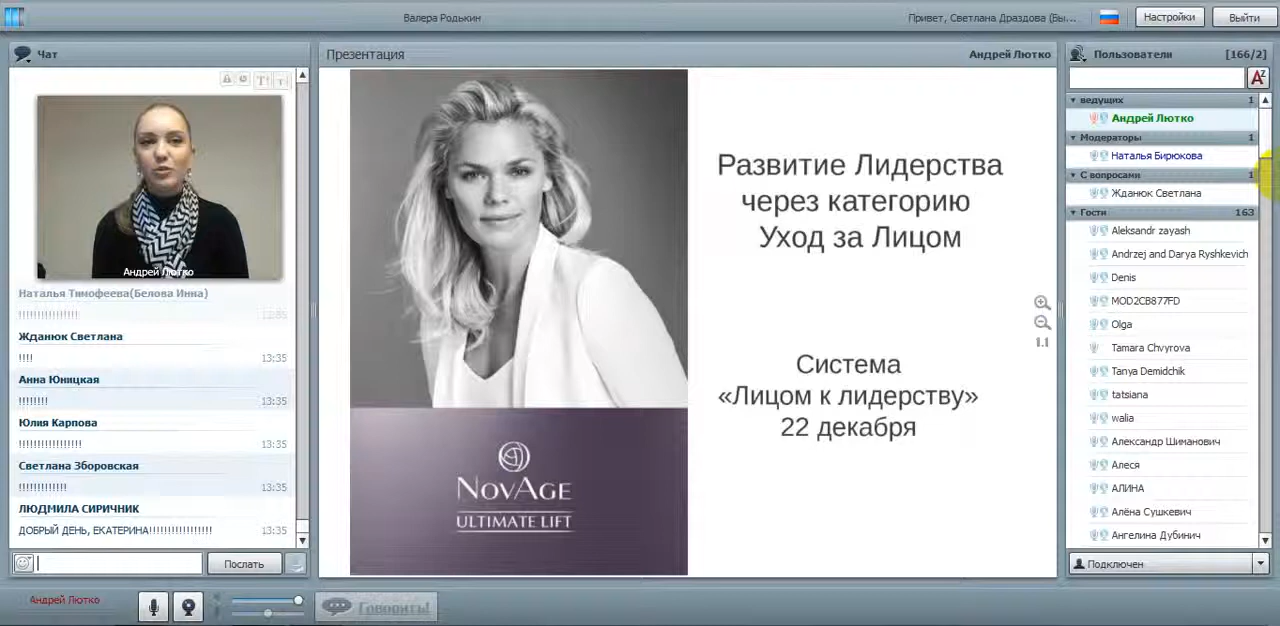 Валера Родькин
Привет, Светлана Драздова (Бы...
Настройки
Выйти
Чат
Андрей Лютко
Наталья Тимофеева(Белова Инна)
!!!!!!!!!!!!!!!!
13:35
Жданюк Светлана
!!!!
13:35
Анна Юницкая
!!!!!!!!
13:35
Юлия Карпова
!!!!!!!!!!!!!!!!!
13:35
Светлана Зборовская
!!!!!!!!!!!!!
13:35
ЛЮДМИЛА СИРИЧНИК
ДОБРЫЙ ДЕНЬ, ЕКАТЕРИНА!!!!!!!!!!!!!!!!!
13:35
Послать
Презентация
Андрей Лютко
Развитие Лидерства
через категорию
Уход за Лицом
Система
«Лицом к лидерству»
22 декабря
NOVAGE
ULTIMATE LIFT
1.1
Пользователи [166/2]
ведущих 1
Андрей Лютко
Модераторы 1
Наталья Бирюкова
С вопросами 1
Жданюк Светлана
Гости 163
Aleksandr zayash
Andrzej and Darya Ryshkevich
Denis
MOD2CB877FD
Olga
Tamara Chvyrova
Tanya Demidchik
tatsiana
walia
Александр Шиманович
Алеся
АЛИНА
Алёна Сушкевич
Ангелина Дубинич
Подключен
Андрей Лютко
Говорить!